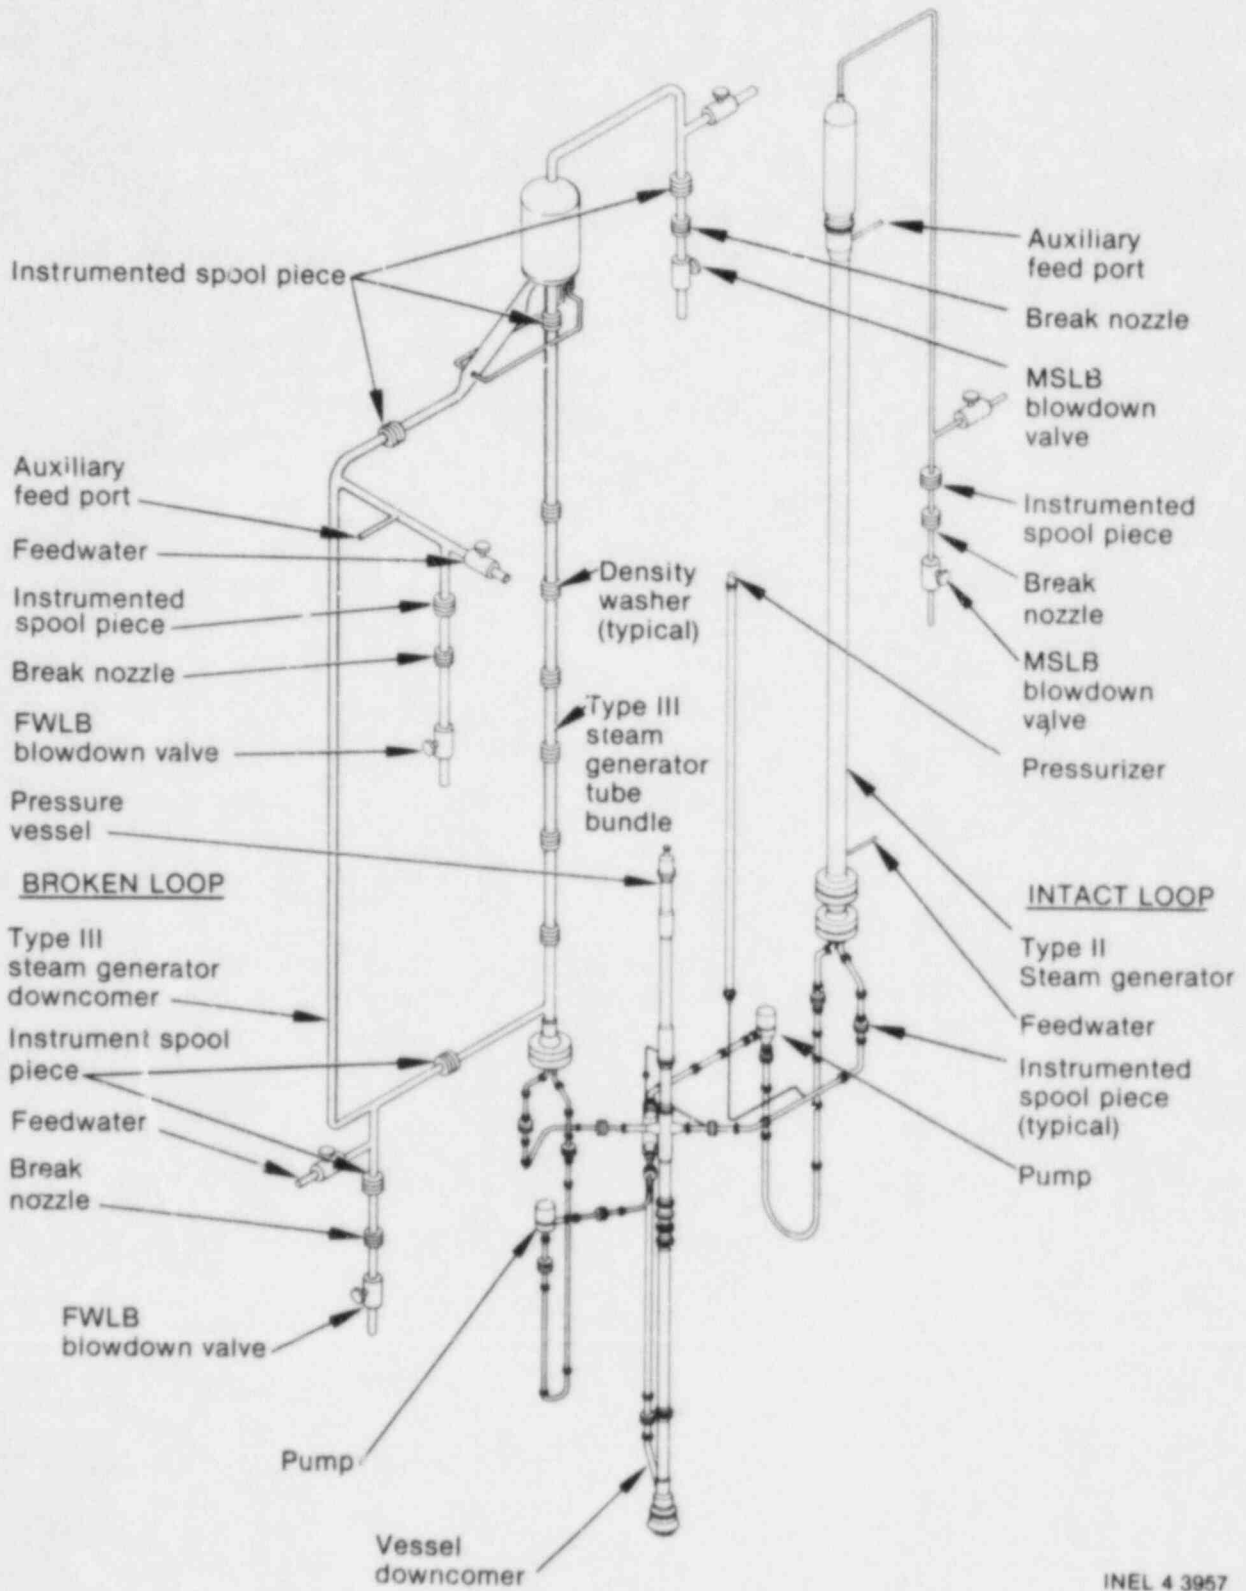 Instrumented spool piece
Auxiliary
feed port
Feedwater
Instrumented
spool piece
Break nozzle
FWLB
blowdown valve
Pressure
vessel
BROKEN LOOP
Type III
steam generator
downcomer
Instrument spool
piece
Feedwater
Break
nozzle
FWLB
blowdown valve
Pump
Vessel
downcomer
Density
washer
(typical)
Type III
steam
generator
tube
bundle
Auxiliary
feed port
Break nozzle
MSLB
blowdown
valve
Instrumented
spool piece
Break
nozzle
MSLB
blowdown
valve
Pressurizer
INTACT LOOP
Type II
Steam generator
Feedwater
Instrumented
spool piece
(typical)
Pump
INEL 4 3957